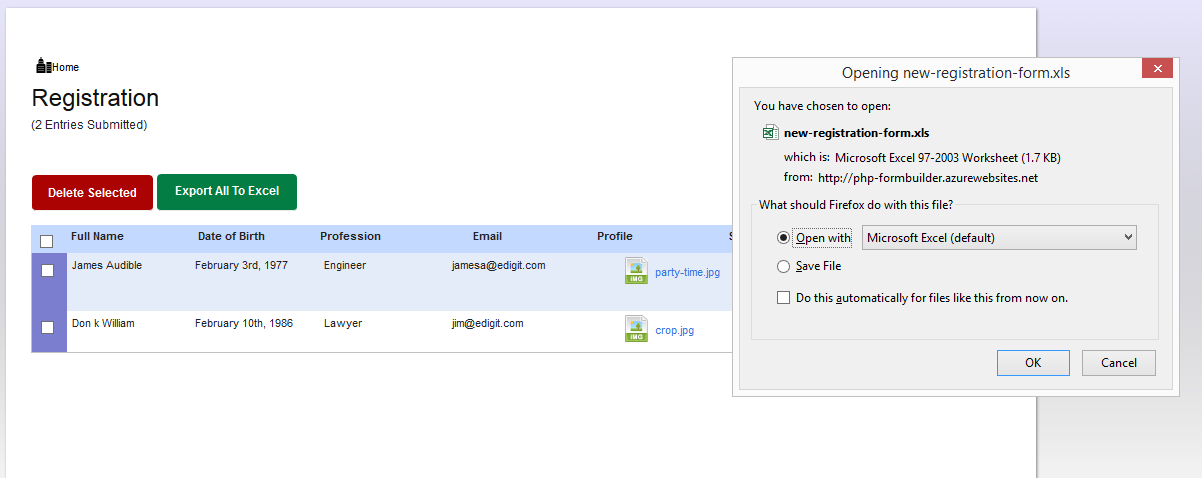 Home
Registration
(2 Entries Submitted)
Delete Selected
Export All To Excel
Full Name Date of Birth Profession Email Profile S
James Audible February 3rd, 1977 Engineer jamesa@edigit.com IMG party-time.jpg
Don k William February 10th, 1986 Lawyer jim@edigit.com IMG crop.jpg
Opening new-registration-form.xls
You have chosen to open:
new-registration-form.xls
which is: Microsoft Excel 97-2003 Worksheet (1.7 KB)
from: http://php-formbuilder.azurewebsites.net
What should Firefox do with this file?
Open with Microsoft Excel (default)
Save File
Do this automatically for files like this from now on.
OK Cancel